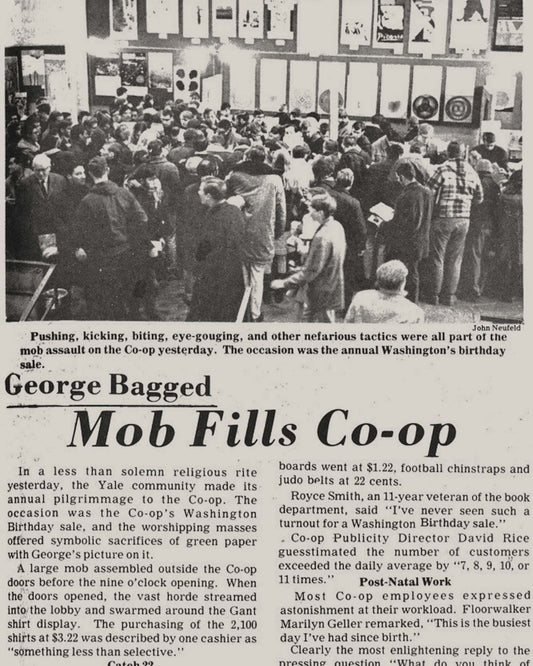 John Neufeld
Pushing, kicking, biting, eye-gouging, and other nefarious tactics were all part of the
mob assault on the Co-op yesterday. The occasion was the annual Washington's birthday
sale.
George Bagged
Mob Fills Co-op
In a less than solemn religious rite
yesterday, the Yale community made its
annual pilgrimmage to the Co-op. The
occasion was the Co-op's Washington
Birthday sale, and the worshipping masses
offered symbolic sacrifices of green paper
with George's picture on it.
A large mob assembled outside the Co-op
doors before the nine o'clock opening. When
the doors opened, the vast horde streamed
into the lobby and swarmed around the Gant
shirt display. The purchasing of the 2,100
shirts at $3.22 was described by one cashier as
"something less than selective."
Catch 22
boards went at $1.22, football chinstraps and
judo belts at 22 cents.
Royce Smith, an 11-year veteran of the book
department, said "I've never seen such a
turnout for a Washington Birthday sale."
Co-op Publicity Director David Rice
guesstimated the number of customers
exceeded the daily average by "7, 8, 9, 10, or
11 times."
Post-Natal Work
Most Co-op employees expressed
astonishment at their workload. Floorwalker
Marilyn Geller remarked, "This is the busiest
day I've had since birth."
Clearly the most enlightening reply to the
pressing question "What do you think of